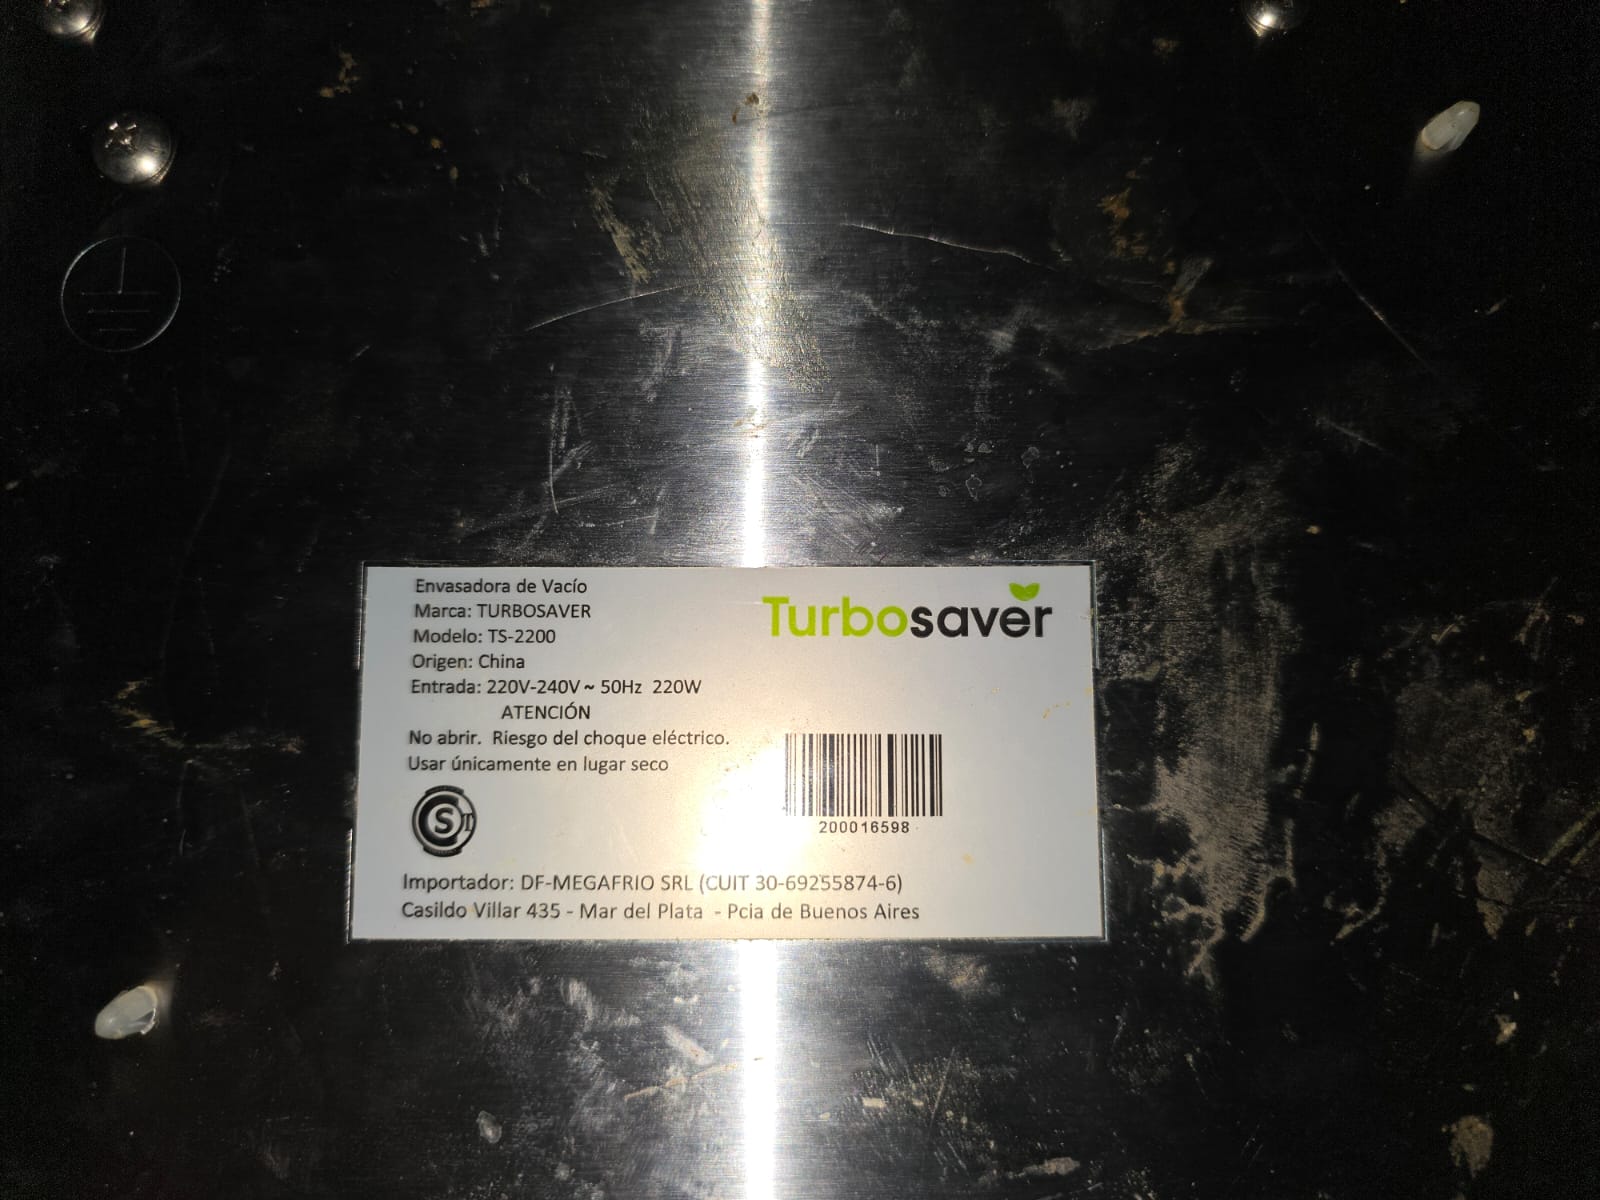 Envasadora de Vacío
Turbosaver
Marca: TURBOSAVER
Modelo: TS-2200
Origen: China
Entrada: 220V-240V ~ 50Hz 220W
ATENCIÓN
No abrir. Riesgo del choque eléctrico.
Usar únicamente en lugar seco
S T
200016598
Importador: DF-MEGAFRIO SRL (CUIT 30-69255874-6)
Casildo Villar 435 - Mar del Plata - Pcia de Buenos Aires